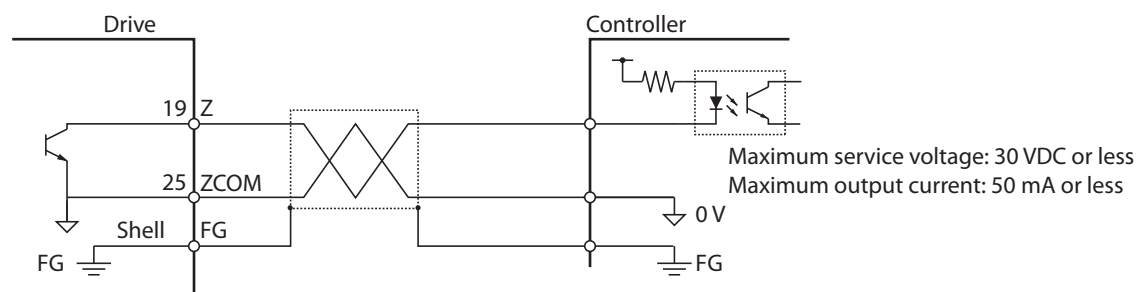 Drive
Controller
19 Z
Maximum service voltage: 30 VDC or less
25 ZCOM
Maximum output current: 50 mA or less
0 V
Shell FG
FG
FG